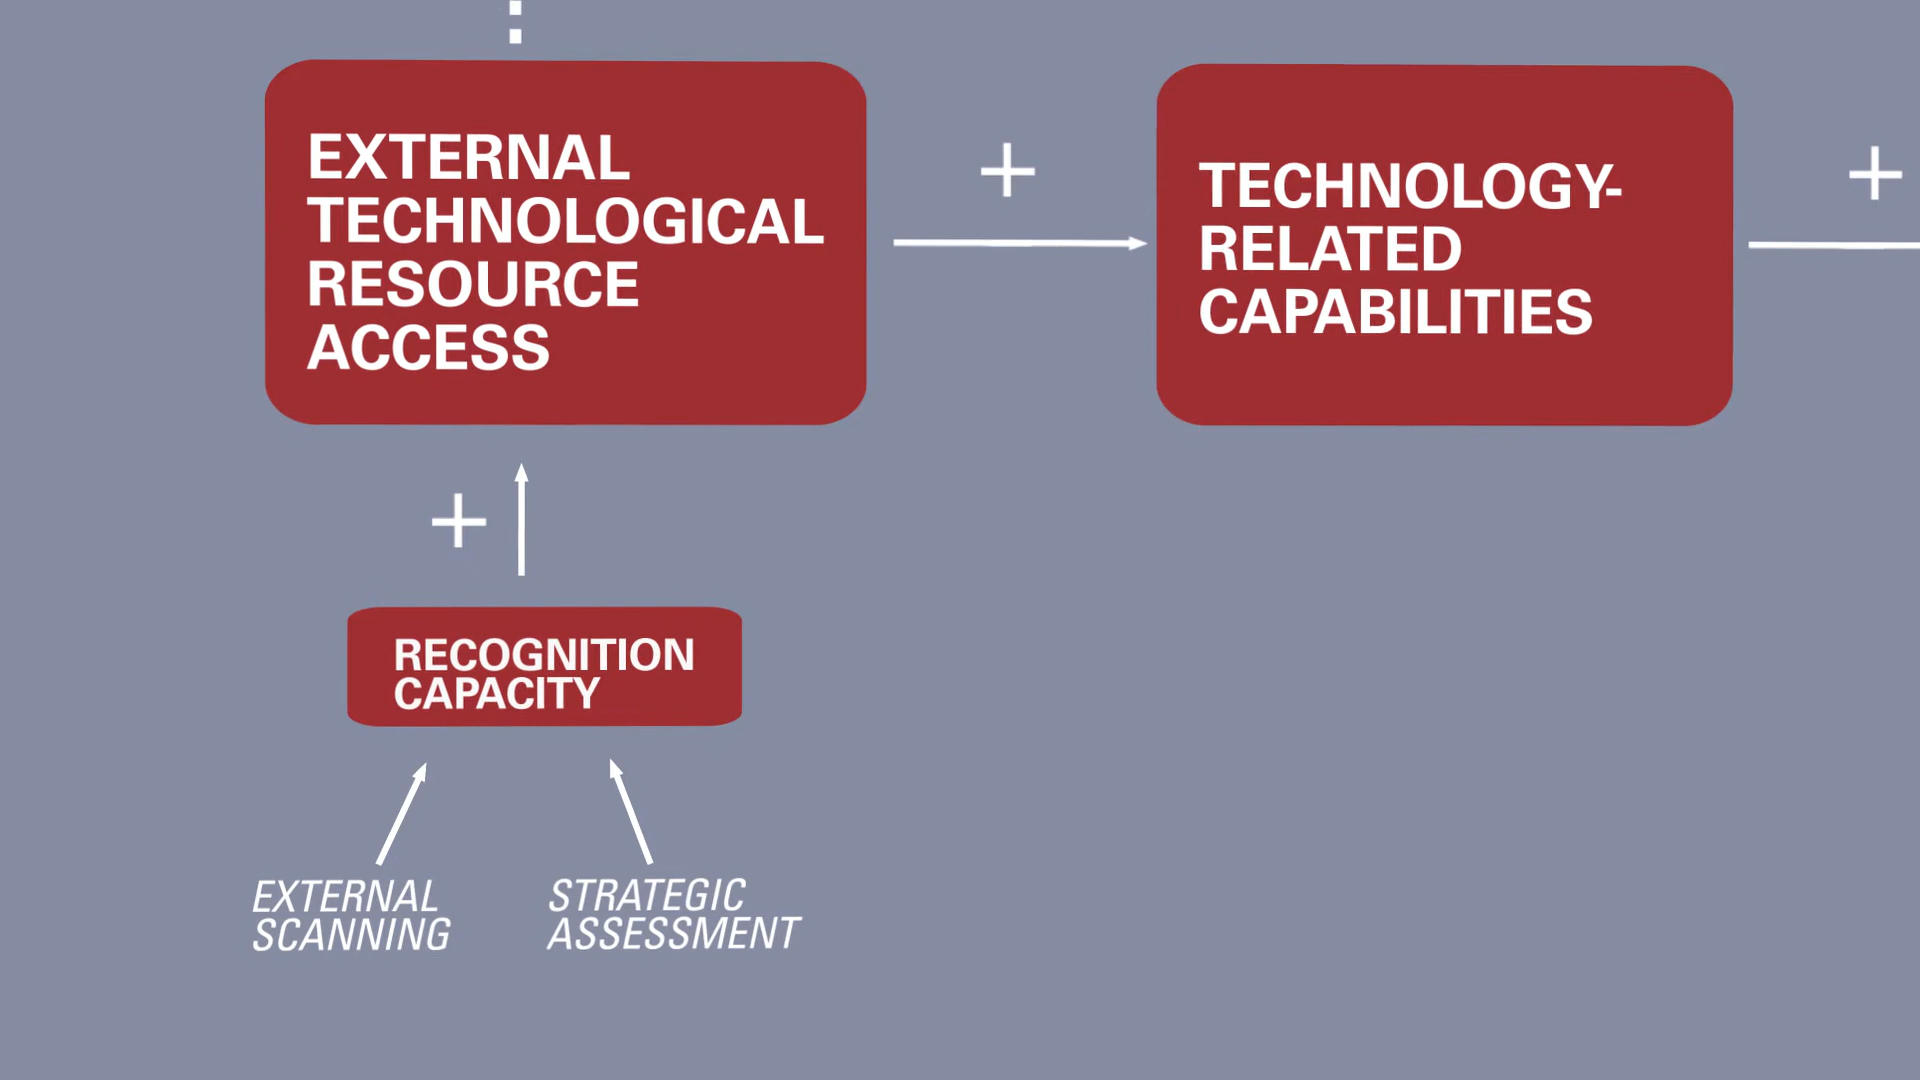 EXTERNAL
TECHNOLOGICAL
RESOURCE
ACCESS
+
TECHNOLOGY-
RELATED
CAPABILITIES
+
+
RECOGNITION
CAPACITY
EXTERNAL
SCANNING
STRATEGIC
ASSESSMENT